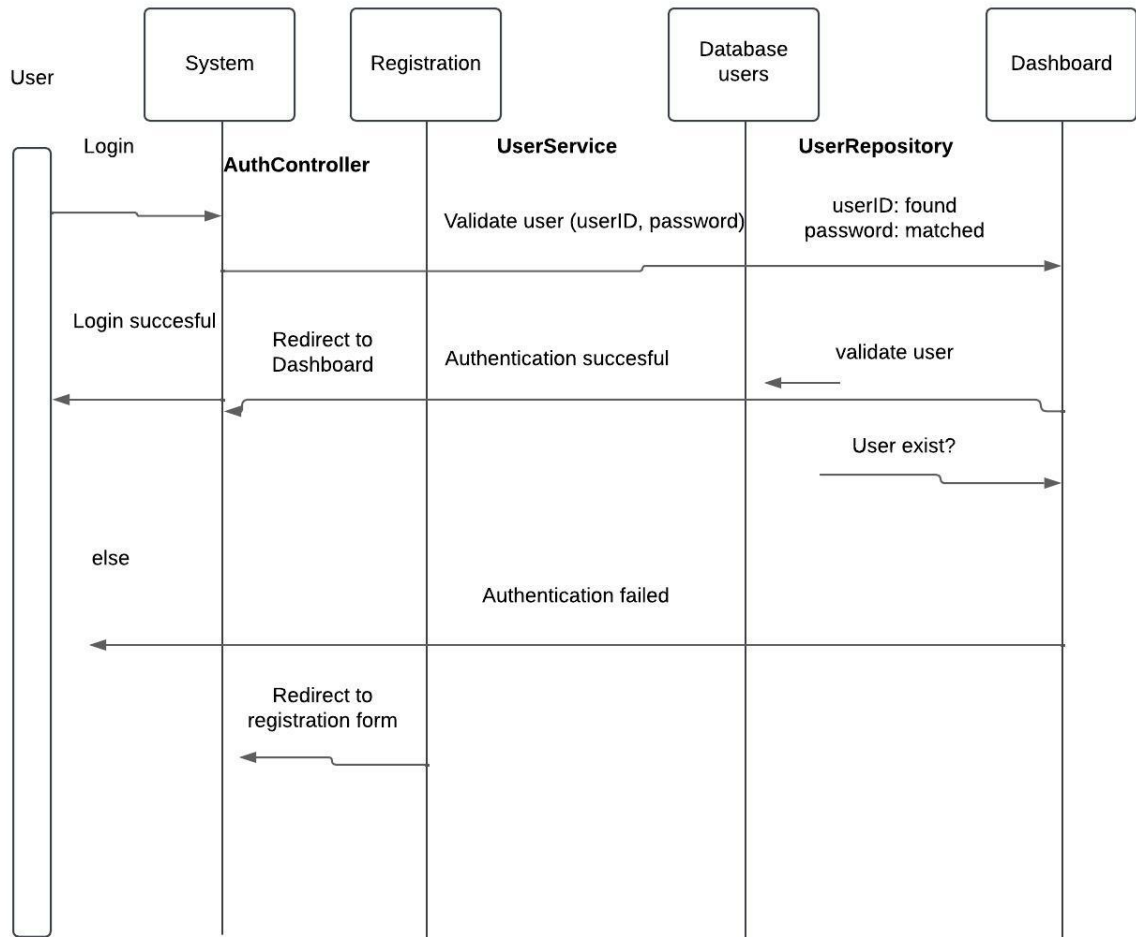 User
System
Registration
Database
users
Dashboard
Login
AuthController
UserService
UserRepository
Validate user (userID, password)
userID: found
password: matched
Login succesful
Redirect to
Dashboard
Authentication succesful
validate user
User exist?
else
Authentication failed
Redirect to
registration form